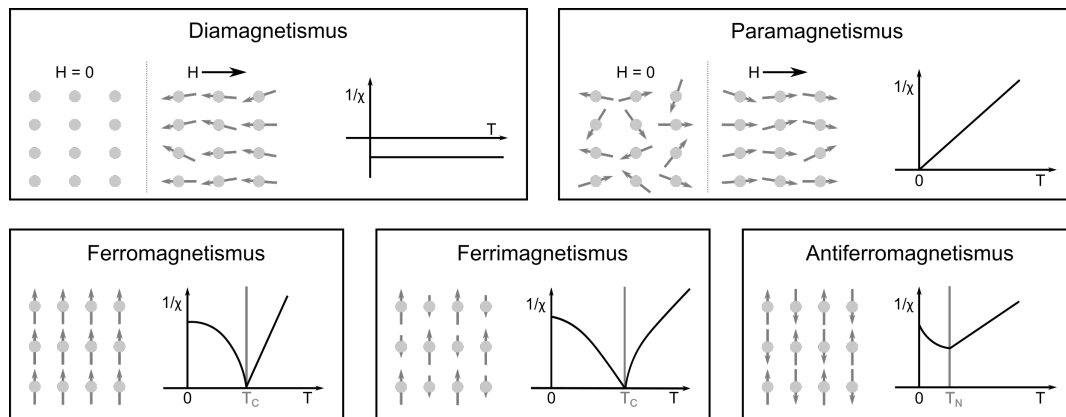 Diamagnetismus
H = 0
H
1/χ
T
Paramagnetismus
H = 0
H
1/χ
0
T
Ferromagnetismus
1/χ
0
T_C
T
Ferrimagnetismus
1/χ
0
T_C
T
Antiferromagnetismus
1/χ
0
T_N
T